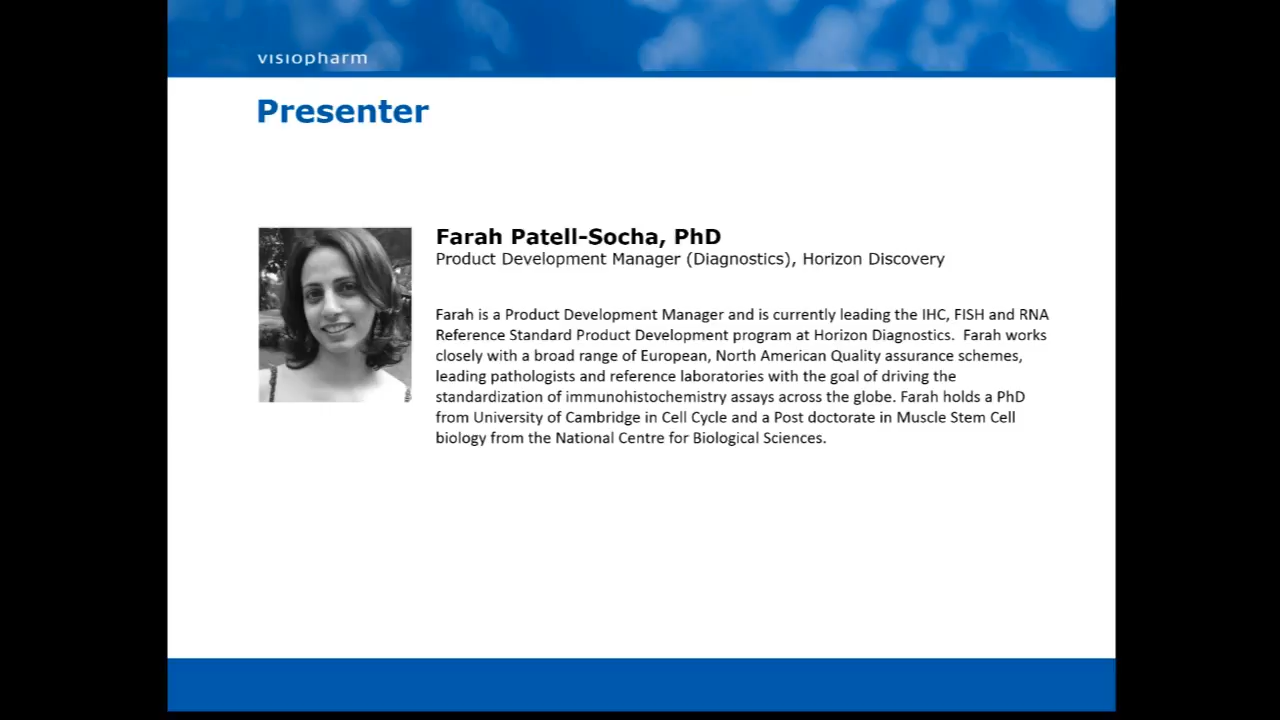 visiopharm
Presenter
Farah Patell-Socha, PhD
Product Development Manager (Diagnostics), Horizon Discovery
Farah is a Product Development Manager and is currently leading the IHC, FISH and RNA
Reference Standard Product Development program at Horizon Diagnostics.  Farah works
closely with a broad range of European, North American Quality assurance schemes,
leading pathologists and reference laboratories with the goal of driving the
standardization of immunohistochemistry assays across the globe. Farah holds a PhD
from University of Cambridge in Cell Cycle and a Post doctorate in Muscle Stem Cell
biology from the National Centre for Biological Sciences.